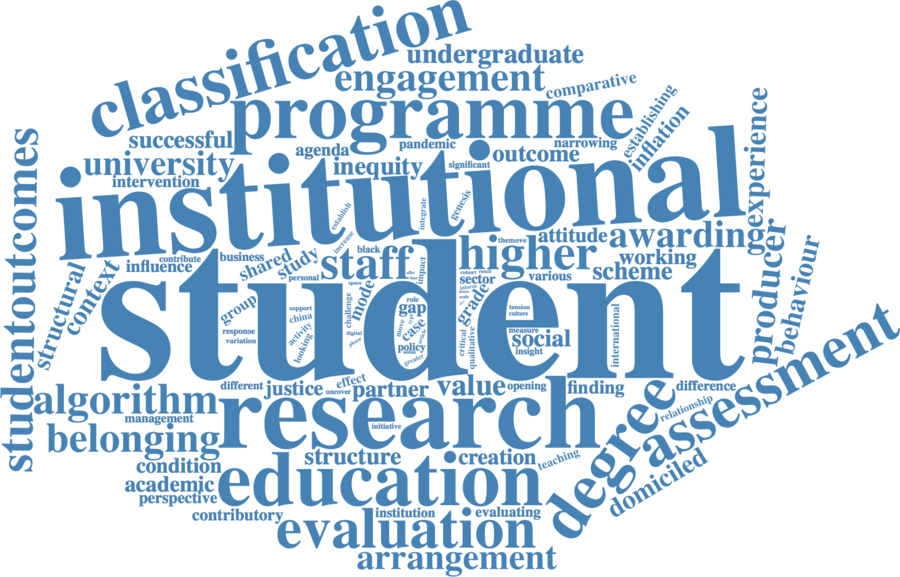 classification
undergraduate
engagement
comparative
programme
successful
agenda
pandemic
narrowing
establishing
inflation
university
inequity
significant
outcome
intervention
institutional
experience
studentoutcomes
establish
integrate
genesis
themove
attitude
awarding
contribute
influence
business
shared
study
increase
black
staff
impact
higher
working
structural
context
personal
space
cohort
sector
various
scheme
producer
behaviour
student
group
support
china
activity
looking
response
variation
challenge
mode
digital
role
gap
move
case
policy
greater
grade
critical
qualitative
tension
culture
measure
social
insight
international
different
justice
effect
uncover
partner
value
opening
finding
difference
algorithm
management
research
initiative
degree
relationship
assessment
belonging
structure
creation
teaching
domiciled
condition
academic
perspective
education
contributory
institution
evaluating
evaluation
arrangement